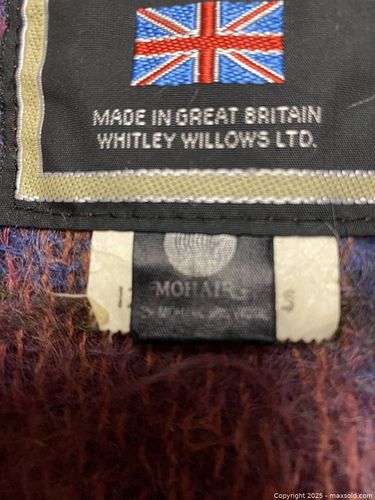 MADE IN GREAT BRITAIN
WHITLEY WILLOWS LTD.
MOHAIR
S
Copyright 2025 - maxsold.com